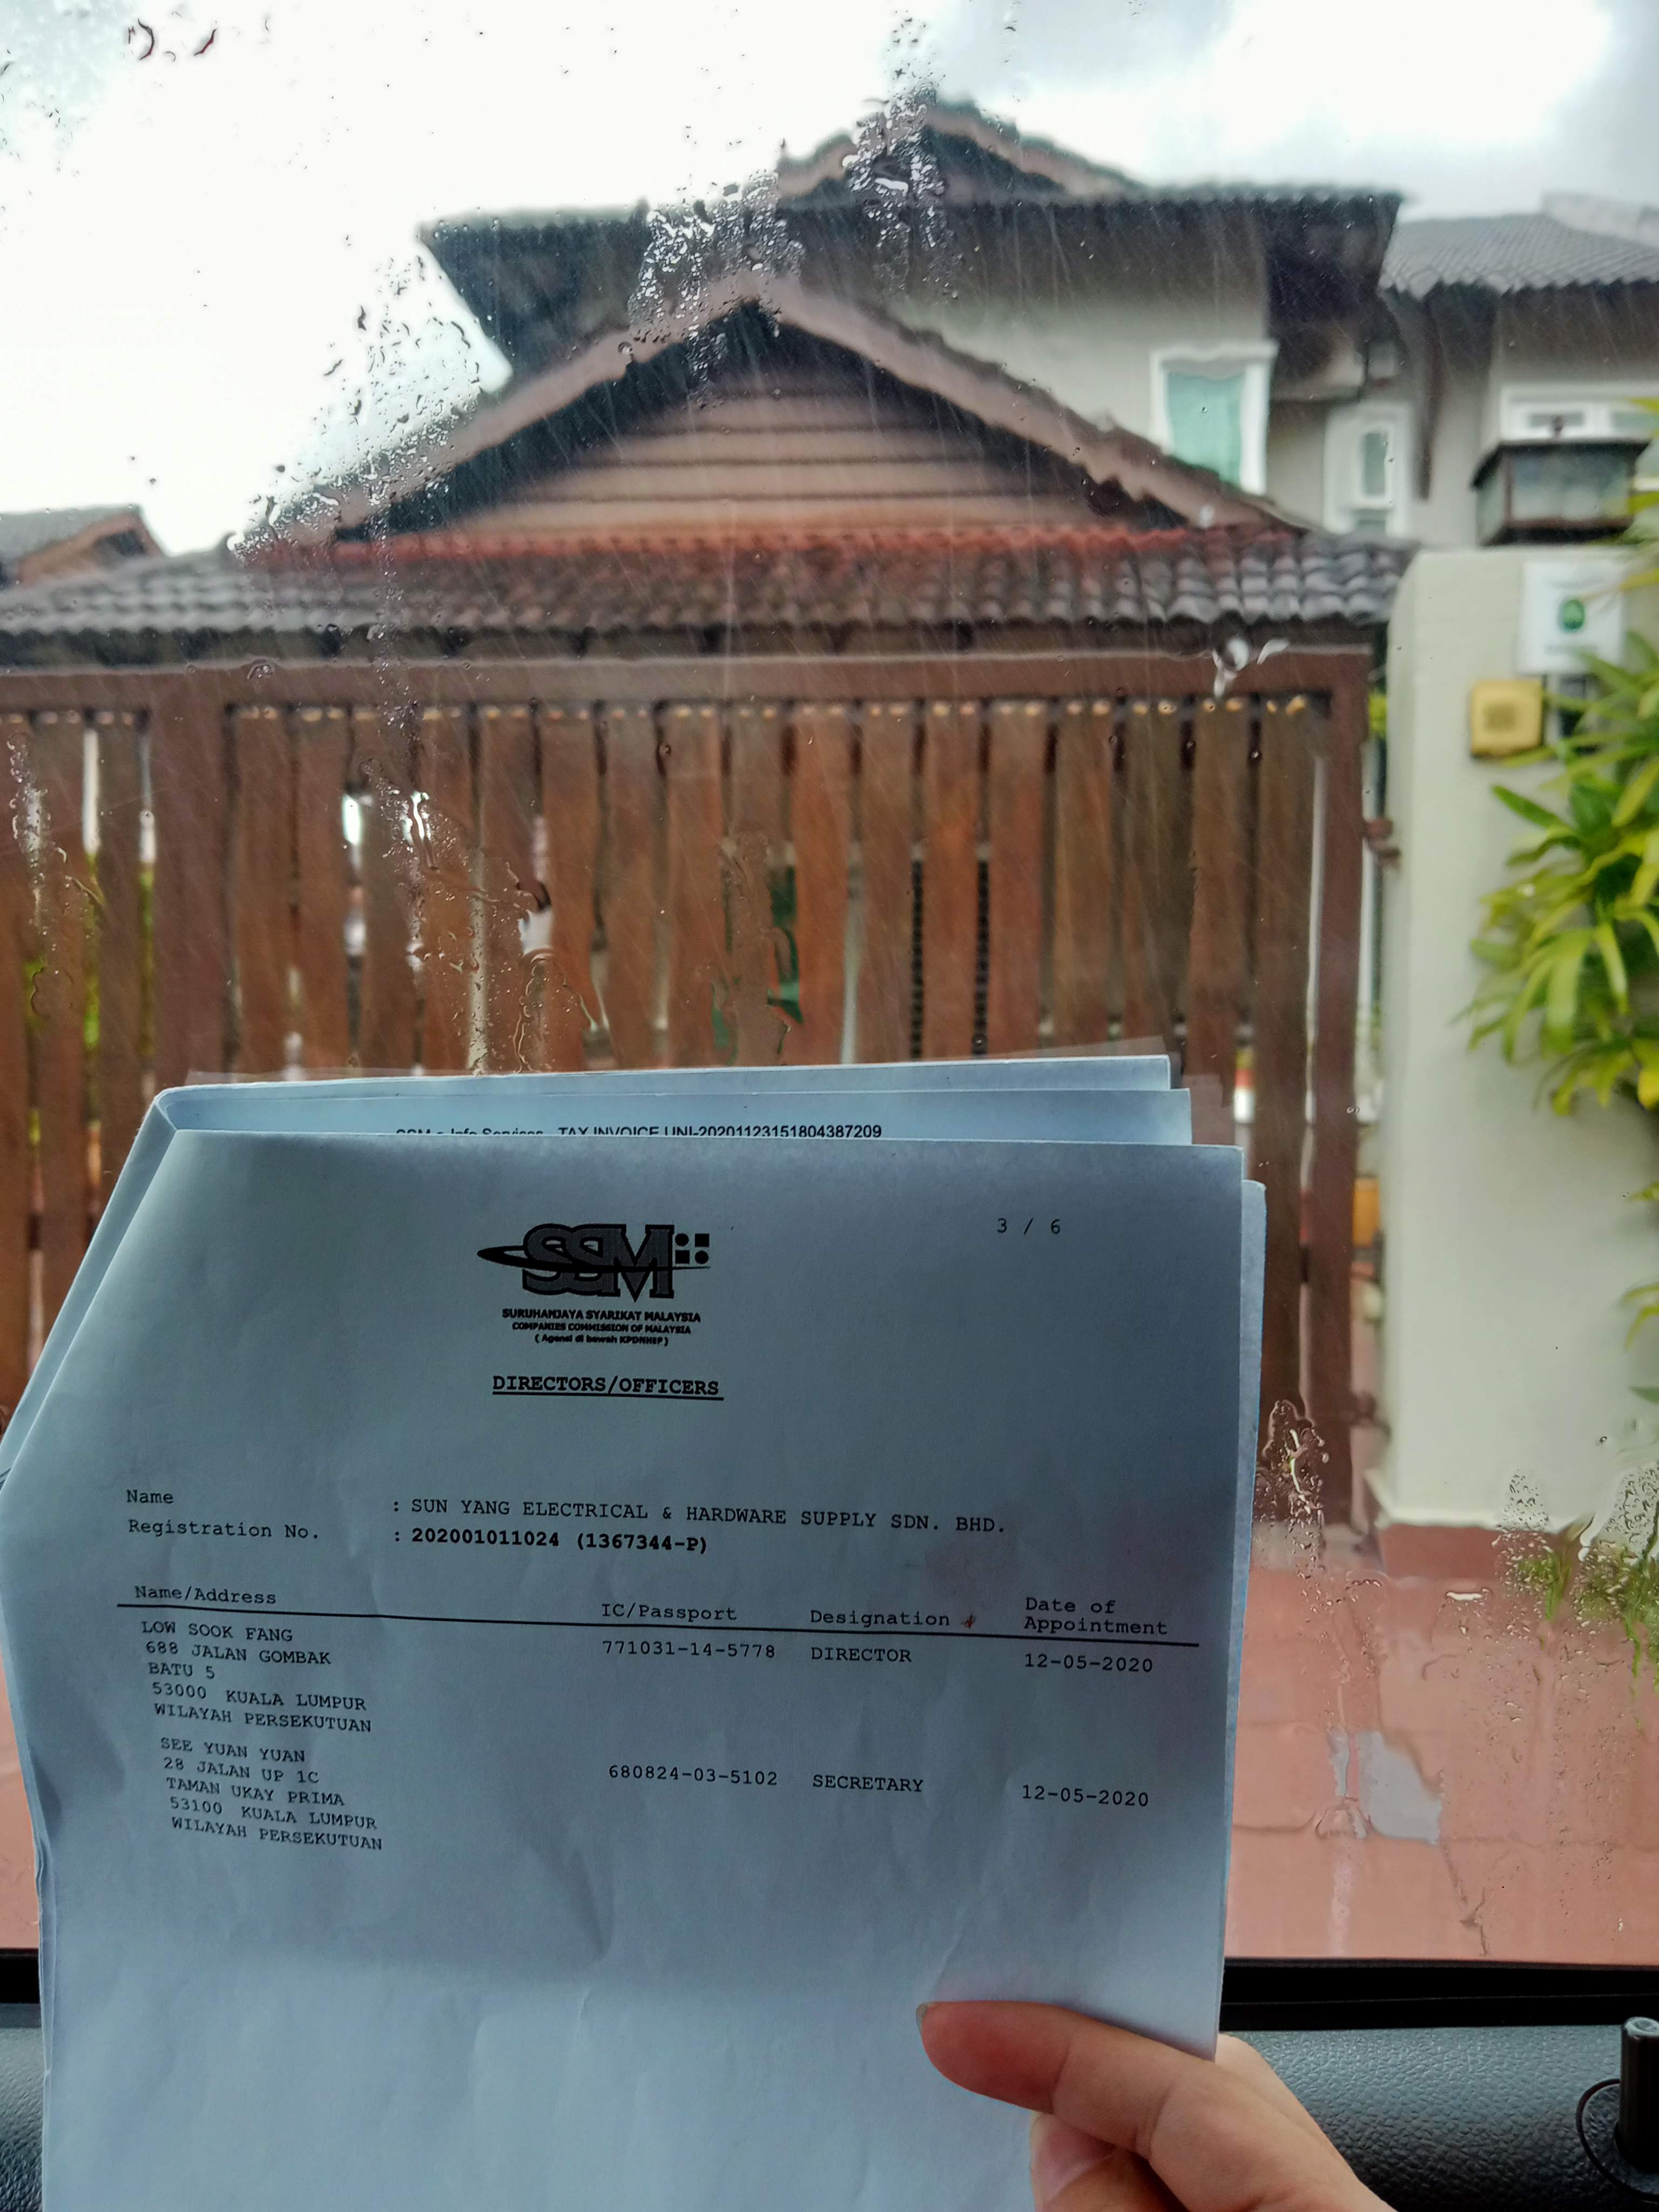 TAX INVOICE UNI-20201123151804387209
3 / 6
SSM
SURUHANJAYA SYARIKAT MALAYSIA
COMPANIES COMMISSION OF MALAYSIA
( Agensi di bawah KPDNHEP )
DIRECTORS/OFFICERS
Name : SUN YANG ELECTRICAL & HARDWARE SUPPLY SDN. BHD.
Registration No. : 202001011024 (1367344-P)
Name/Address IC/Passport Designation Date of Appointment
LOW SOOK FANG 771031-14-5778 DIRECTOR 12-05-2020
688 JALAN GOMBAK
BATU 5
53000 KUALA LUMPUR
WILAYAH PERSEKUTUAN
SEE YUAN YUAN 680824-03-5102 SECRETARY 12-05-2020
28 JALAN UP 1C
TAMAN UKAY PRIMA
53100 KUALA LUMPUR
WILAYAH PERSEKUTUAN